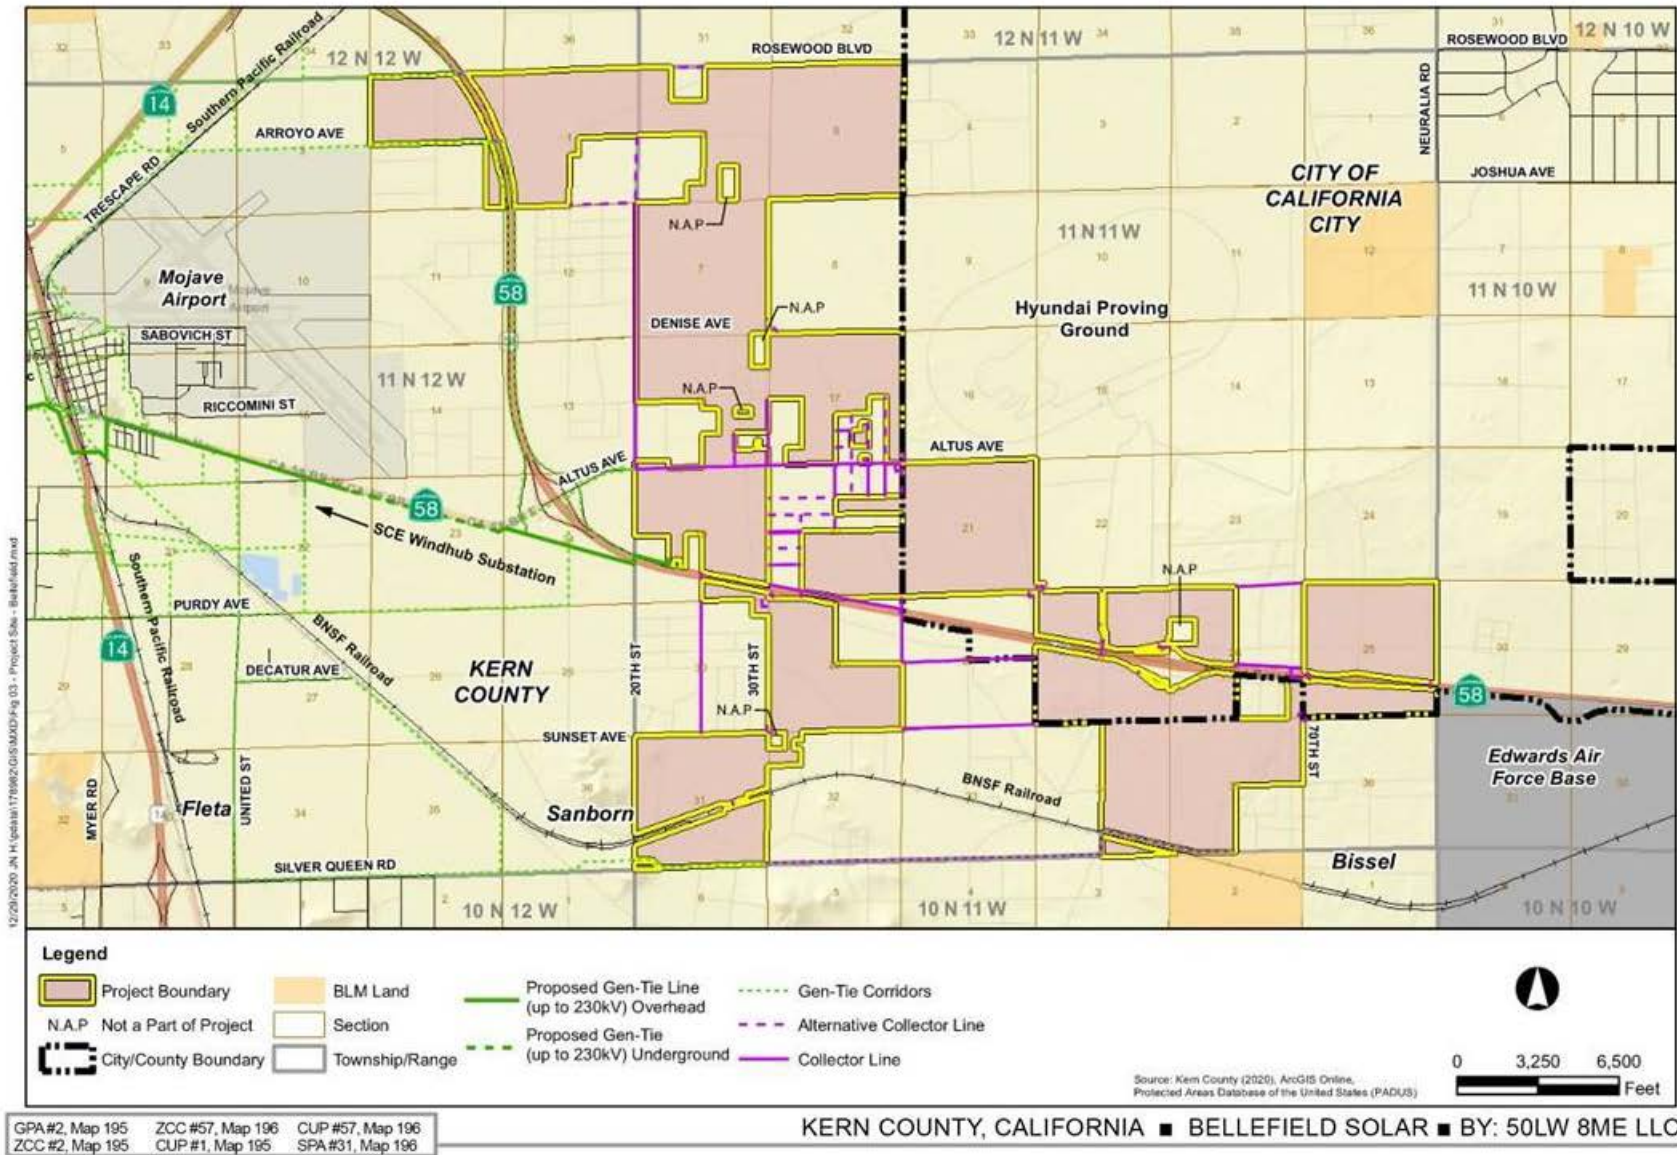 12 N 12 W
12 N 11 W
12 N 10 W
ROSEWOOD BLVD
ROSEWOOD BLVD
14
Southern Pacific Railroad
ARROYO AVE
TRESCAPE RD
NEURALIA RD
JOSHUA AVE
CITY OF
CALIFORNIA
CITY
N.A.P
11 N 11 W
11 N 10 W
Mojave
Airport
Mojave
Airport
58
N.A.P
Hyundai Proving
Ground
DENISE AVE
SABOVICH ST
11 N 12 W
N.A.P
RICCOMINI ST
ALTUS AVE
ALTUS AVE
58
SCE Windhub Substation
Southern Pacific Railroad
N.A.P
PURDY AVE
BNSF Railroad
14
DECATUR AVE
KERN
COUNTY
20TH ST
30TH ST
N.A.P
58
SUNSET AVE
70TH ST
Edwards Air
Force Base
MYER RD
Fleta
UNITED ST
Sanborn
BNSF Railroad
Bissel
SILVER QUEEN RD
10 N 12 W
10 N 11 W
10 N 10 W
Legend
Project Boundary
N.A.P Not a Part of Project
City/County Boundary
BLM Land
Section
Township/Range
Proposed Gen-Tie Line
(up to 230kV) Overhead
Proposed Gen-Tie
(up to 230kV) Underground
Gen-Tie Corridors
Alternative Collector Line
Collector Line
0 3,250 6,500
Feet
Source: Kern County (2020), ArcGIS Online,
Protected Areas Database of the United States (PADUS)
GPA #2, Map 195 ZCC #57, Map 196 CUP #57, Map 196
ZCC #2, Map 195 CUP #1, Map 195 SPA #31, Map 196
KERN COUNTY, CALIFORNIA ■ BELLEFIELD SOLAR ■ BY: 50LW 8ME LLC